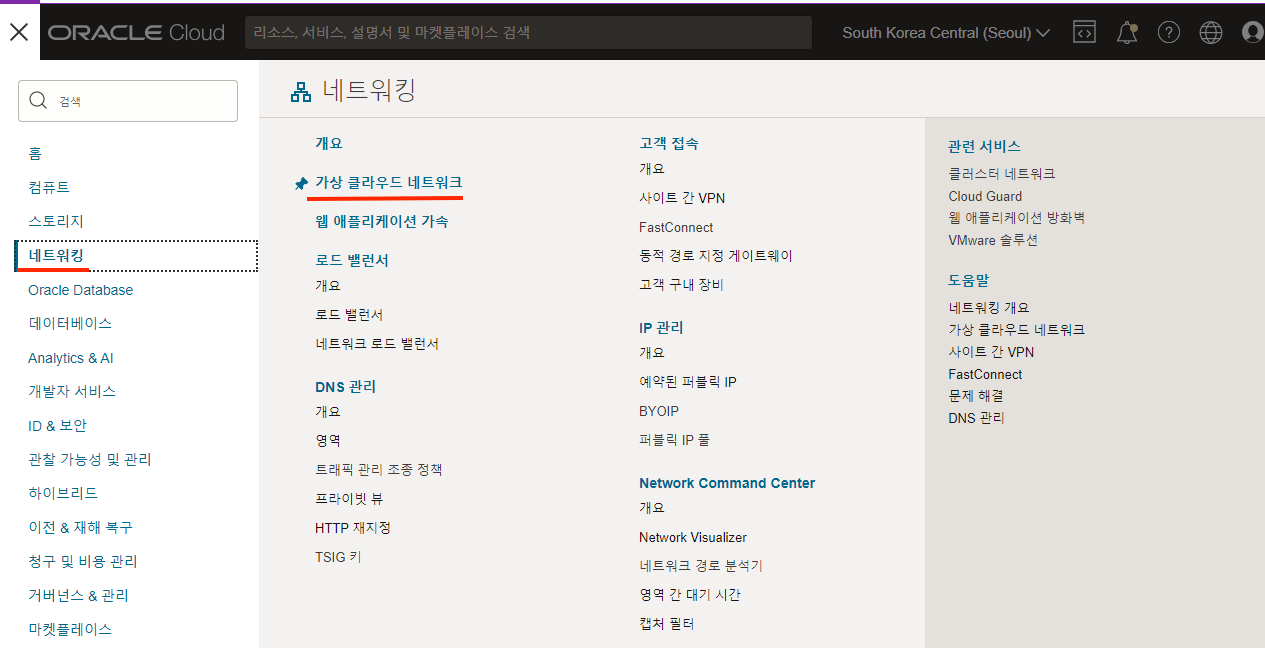 ORACLE Cloud
리소스, 서비스, 설명서 및 마켓플레이스 검색
South Korea Central (Seoul)
검색
홈
컴퓨트
스토리지
네트워킹
Oracle Database
데이터베이스
Analytics & AI
개발자 서비스
ID & 보안
관찰 가능성 및 관리
하이브리드
이전 & 재해 복구
청구 및 비용 관리
거버넌스 & 관리
마켓플레이스
네트워킹
개요
가상 클라우드 네트워크
웹 애플리케이션 가속
로드 밸런서
개요
로드 밸런서
네트워크 로드 밸런서
DNS 관리
개요
영역
트래픽 관리 조종 정책
프라이빗 뷰
HTTP 재지정
TSIG 키
고객 접속
개요
사이트 간 VPN
FastConnect
동적 경로 지정 게이트웨이
고객 구내 장비
IP 관리
개요
예약된 퍼블릭 IP
BYOIP
퍼블릭 IP 풀
Network Command Center
개요
Network Visualizer
네트워크 경로 분석기
영역 간 대기 시간
캡처 필터
관련 서비스
클러스터 네트워크
Cloud Guard
웹 애플리케이션 방화벽
VMware 솔루션
도움말
네트워킹 개요
가상 클라우드 네트워크
사이트 간 VPN
FastConnect
문제 해결
DNS 관리